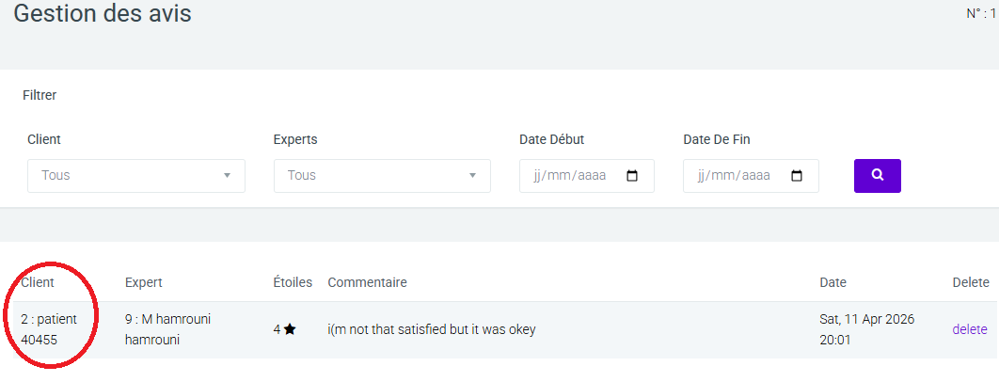 Gestion des avis
N° : 1
Filtrer
Client
Experts
Date Début
Date De Fin
Tous
Tous
jj/mm/aaaa
jj/mm/aaaa
Client
Expert
Étoiles
Commentaire
Date
Delete
2 : patient
40455
9 : M hamrouni
hamrouni
4
i(m not that satisfied but it was okey
Sat, 11 Apr 2026
20:01
delete